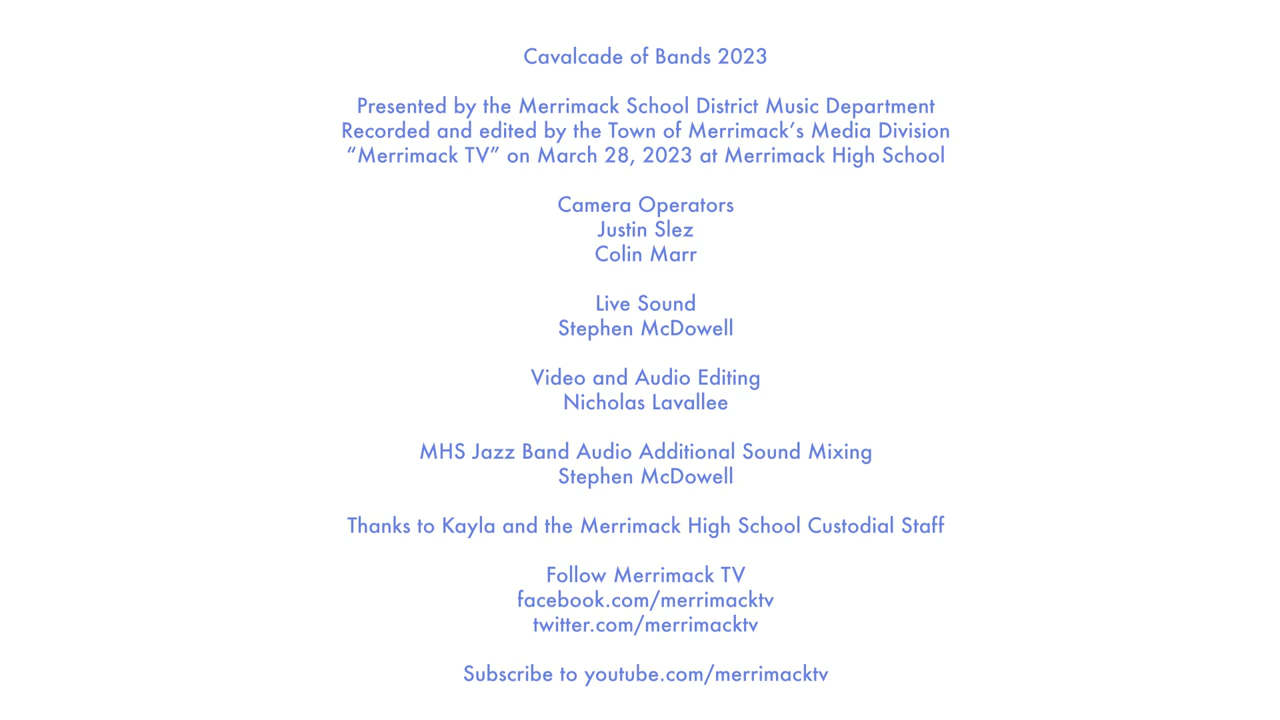 Cavalcade of Bands 2023
Presented by the Merrimack School District Music Department
Recorded and edited by the Town of Merrimack’s Media Division
“Merrimack TV” on March 28, 2023 at Merrimack High School
Camera Operators
Justin Slez
Colin Marr
Live Sound
Stephen McDowell
Video and Audio Editing
Nicholas Lavallee
MHS Jazz Band Audio Additional Sound Mixing
Stephen McDowell
Thanks to Kayla and the Merrimack High School Custodial Staff
Follow Merrimack TV
facebook.com/merrimacktv
twitter.com/merrimacktv
Subscribe to youtube.com/merrimacktv